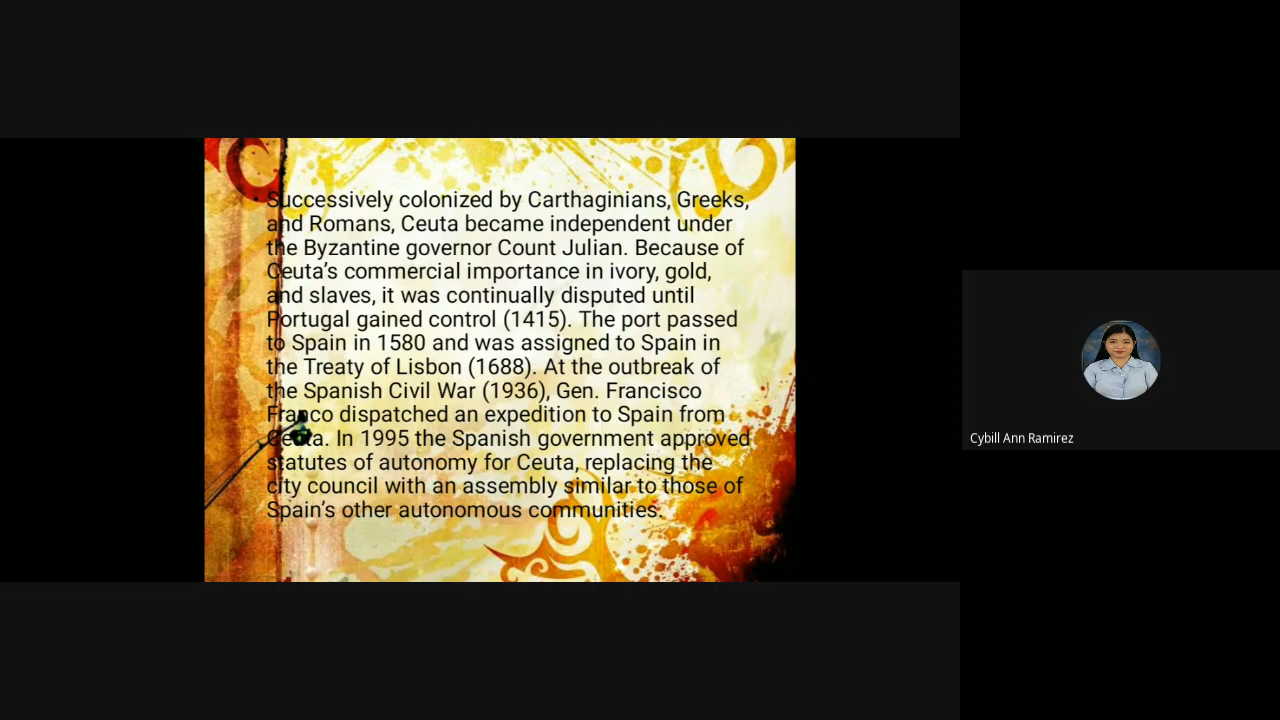 • Successively colonized by Carthaginians, Greeks,
and Romans, Ceuta became independent under
the Byzantine governor Count Julian. Because of
Ceuta’s commercial importance in ivory, gold,
and slaves, it was continually disputed until
Portugal gained control (1415). The port passed
to Spain in 1580 and was assigned to Spain in
the Treaty of Lisbon (1688). At the outbreak of
the Spanish Civil War (1936), Gen. Francisco
Franco dispatched an expedition to Spain from
Ceuta. In 1995 the Spanish government approved
statutes of autonomy for Ceuta, replacing the
city council with an assembly similar to those of
Spain’s other autonomous communities.
Cybill Ann Ramirez